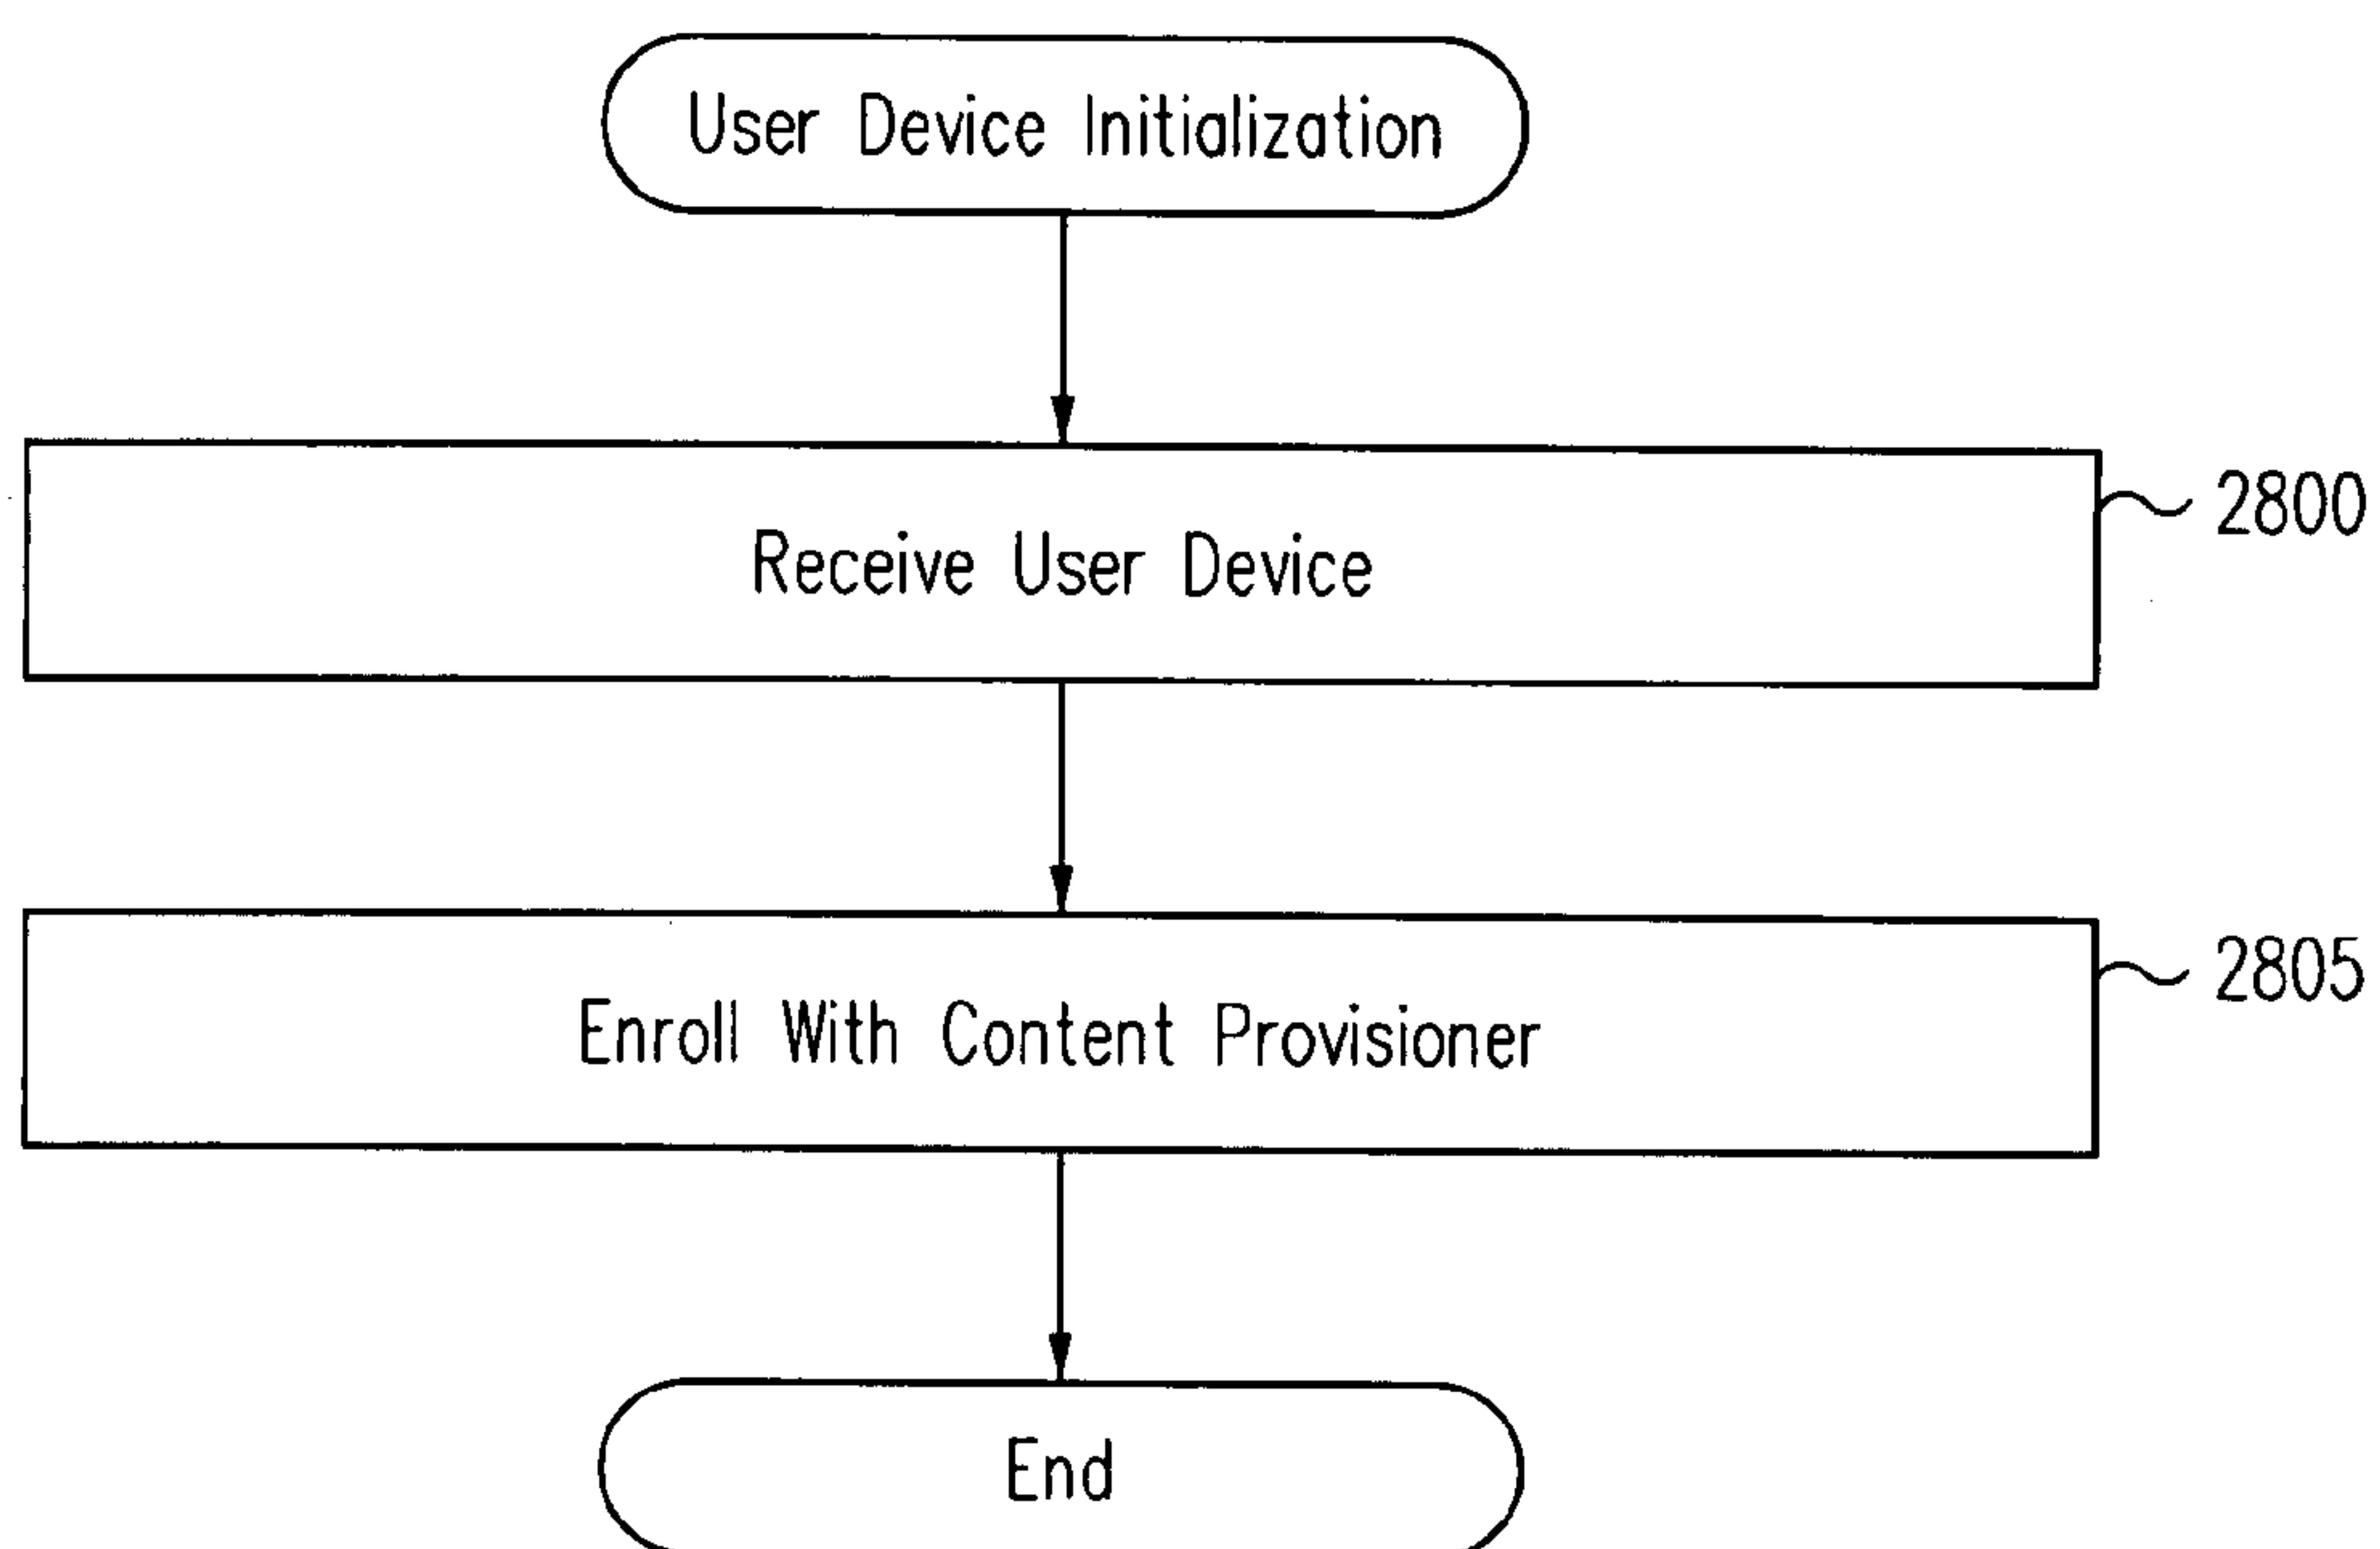 User Device Initialization
2800
Receive User Device
2805
Enroll With Content Provisioner
End